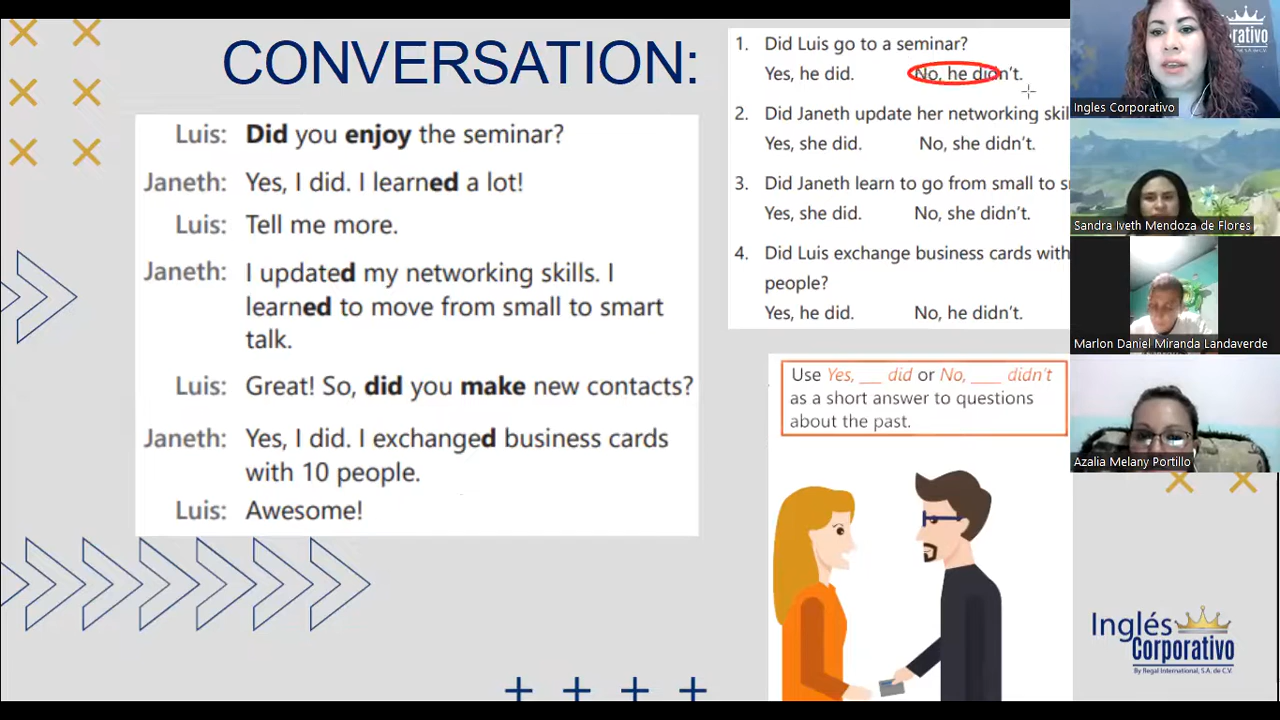 CONVERSATION:
Luis: Did you enjoy the seminar?
Janeth: Yes, I did. I learned a lot!
Luis: Tell me more.
Janeth: I updated my networking skills. I
learned to move from small to smart
talk.
Luis: Great! So, did you make new contacts?
Janeth: Yes, I did. I exchanged business cards
with 10 people.
Luis: Awesome!
1. Did Luis go to a seminar?
Yes, he did. No, he didn't.
2. Did Janeth update her networking skil
Yes, she did. No, she didn't.
3. Did Janeth learn to go from small to s
Yes, she did. No, she didn't.
4. Did Luis exchange business cards with
people?
Yes, he did. No, he didn't.
Use Yes, ___ did or No, ____ didn't
as a short answer to questions
about the past.
rativo
Ingles Corporativo
Sandra Iveth Mendoza de Flores
Marlon Daniel Miranda Landaverde
Azalia Melany Portillo
Inglés
Corporativo
By Regal International, S.A. de C.V.